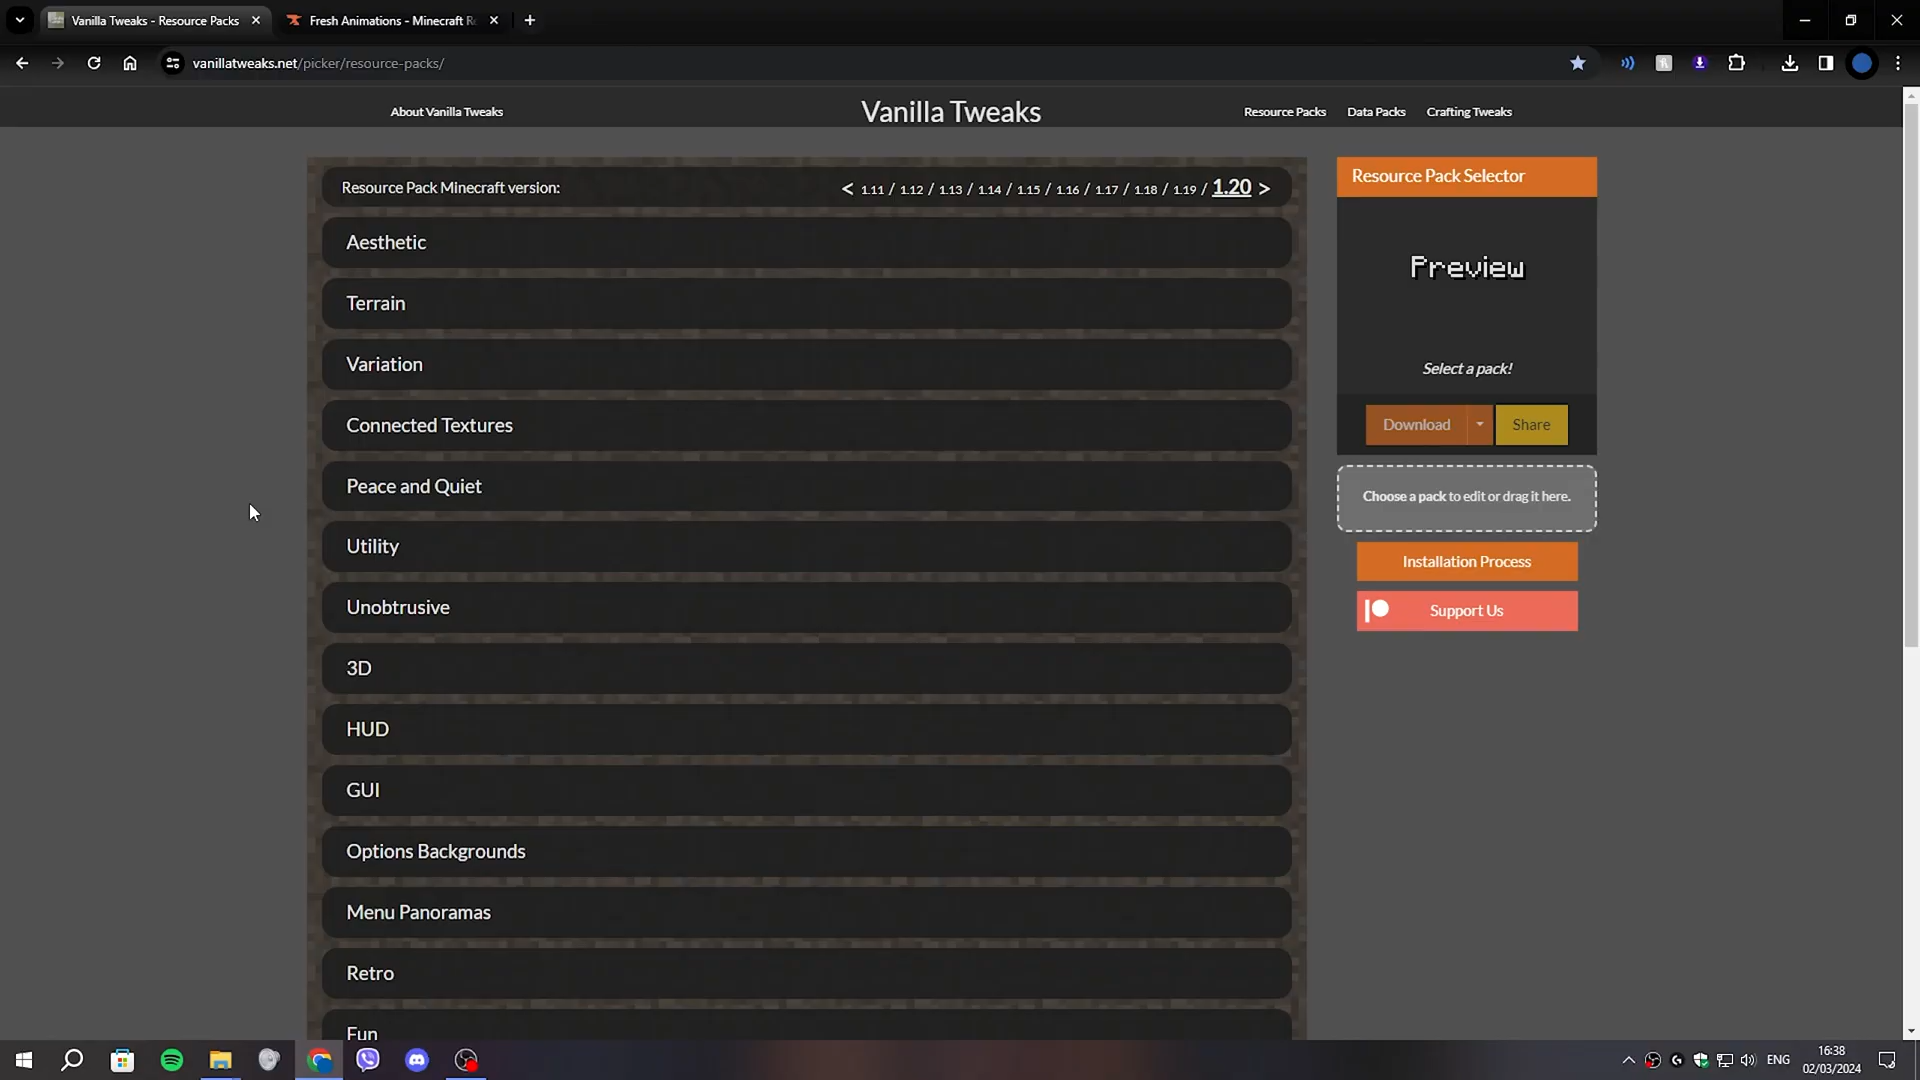 Vanilla Tweaks - Resource Packs
Fresh Animations - Minecraft Re
vanillatweaks.net/picker/resource-packs/
About Vanilla Tweaks
Vanilla Tweaks
Resource Packs
Data Packs
Crafting Tweaks
Resource Pack Minecraft version:
< 1.11 / 1.12 / 1.13 / 1.14 / 1.15 / 1.16 / 1.17 / 1.18 / 1.19 / 1.20 >
Aesthetic
Terrain
Variation
Connected Textures
Peace and Quiet
Utility
Unobtrusive
3D
HUD
GUI
Options Backgrounds
Menu Panoramas
Retro
Fun
Resource Pack Selector
Preview
Select a pack!
Download
Share
Choose a pack to edit or drag it here.
Installation Process
Support Us
ENG
16:38
02/03/2024